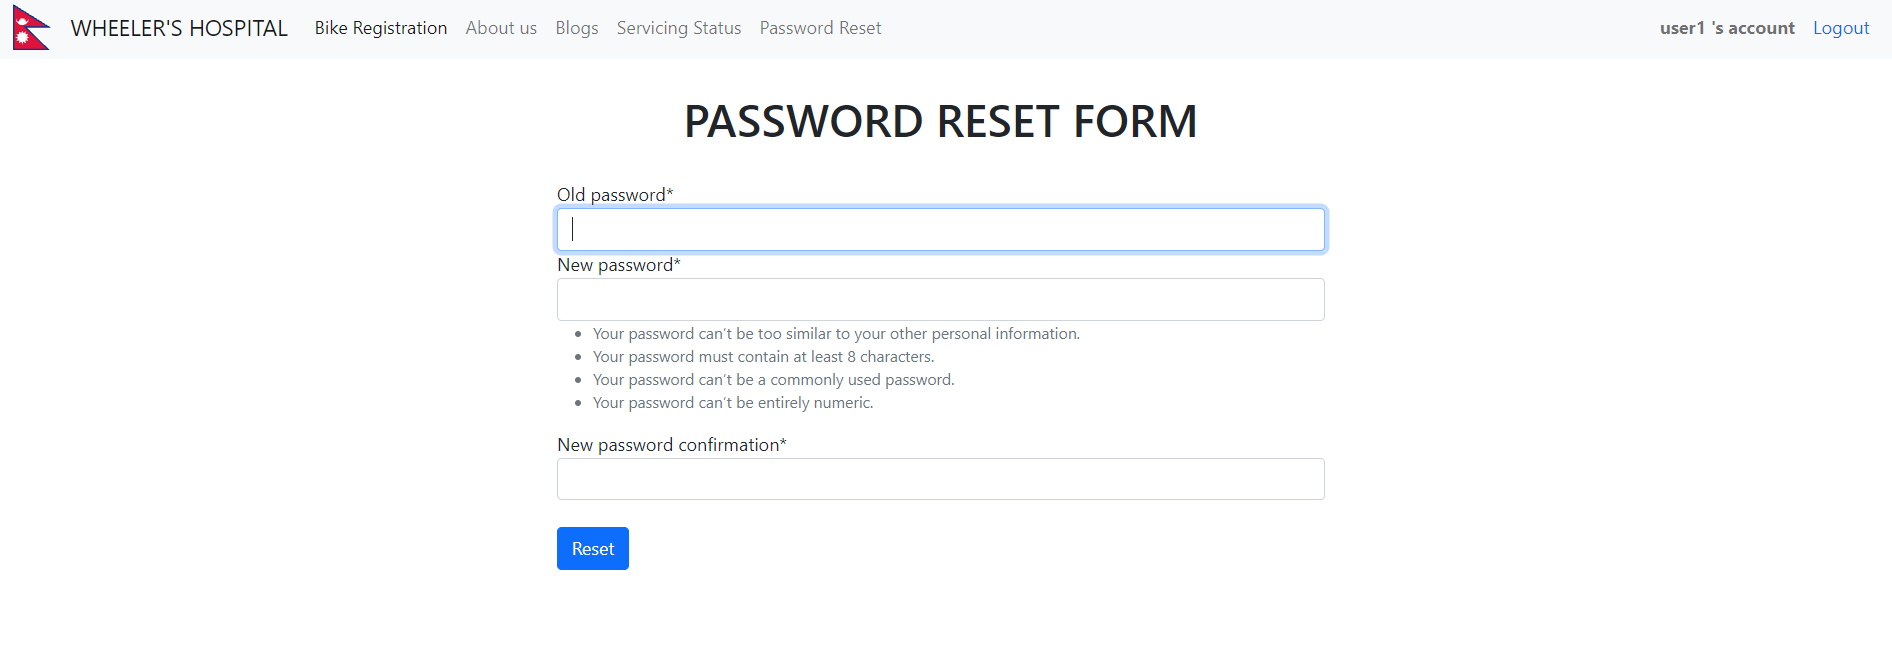 WHEELER'S HOSPITAL Bike Registration About us Blogs Servicing Status Password Reset user1 's account Logout
PASSWORD RESET FORM
Old password*
New password*
• Your password can’t be too similar to your other personal information.
• Your password must contain at least 8 characters.
• Your password can’t be a commonly used password.
• Your password can’t be entirely numeric.
New password confirmation*
Reset